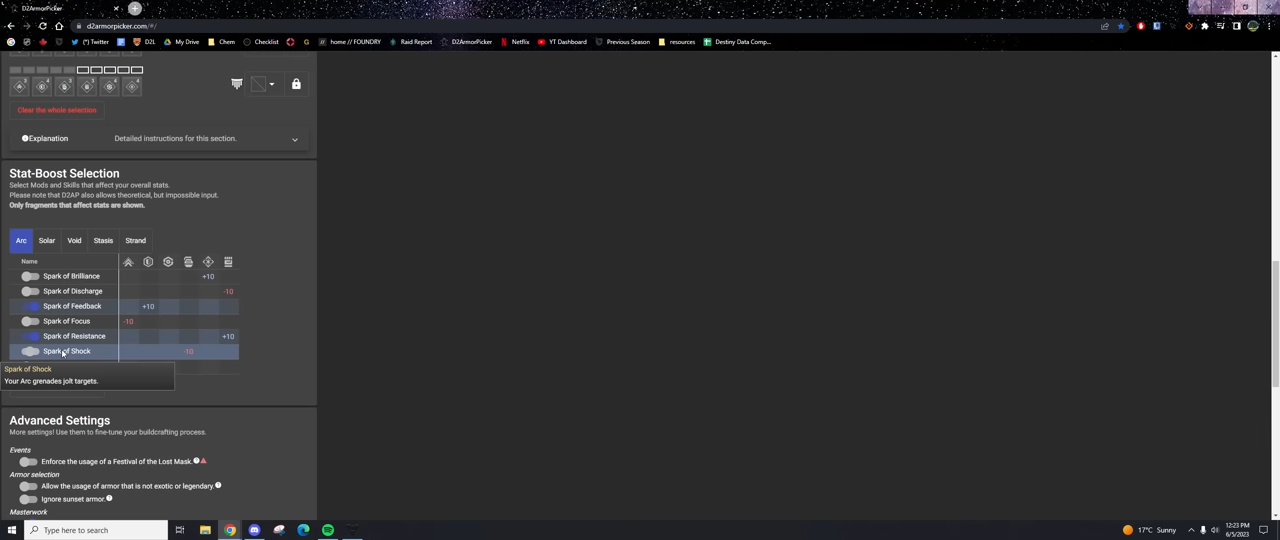 D2ArmorPicker
d2armorpicker.com/#/
(*) Twitter D2L My Drive Chem Checklist home // FOUNDRY Raid Report D2ArmorPicker Netflix YT Dashboard Previous Season resources Destiny Data Comp...
3 4 3 3 4 4
Clear the whole selection
Explanation Detailed instructions for this section.
Stat-Boost Selection
Select Mods and Skills that affect your overall stats.
Please note that D2AP also allows theoretical, but impossible input.
Only fragments that affect stats are shown.
Arc Solar Void Stasis Strand
Name
Spark of Brilliance +10
Spark of Discharge -10
Spark of Feedback +10
Spark of Focus -10
Spark of Resistance +10
Spark of Shock -10
Spark of Shock
Your Arc grenades jolt targets.
Advanced Settings
More settings! Use them to fine-tune your buildcrafting process.
Events
Enforce the usage of a Festival of the Lost Mask.
Armor selection
Allow the usage of armor that is not exotic or legendary.
Ignore sunset armor.
Masterwork
Type here to search
17°C Sunny
12:23 PM
6/5/2023